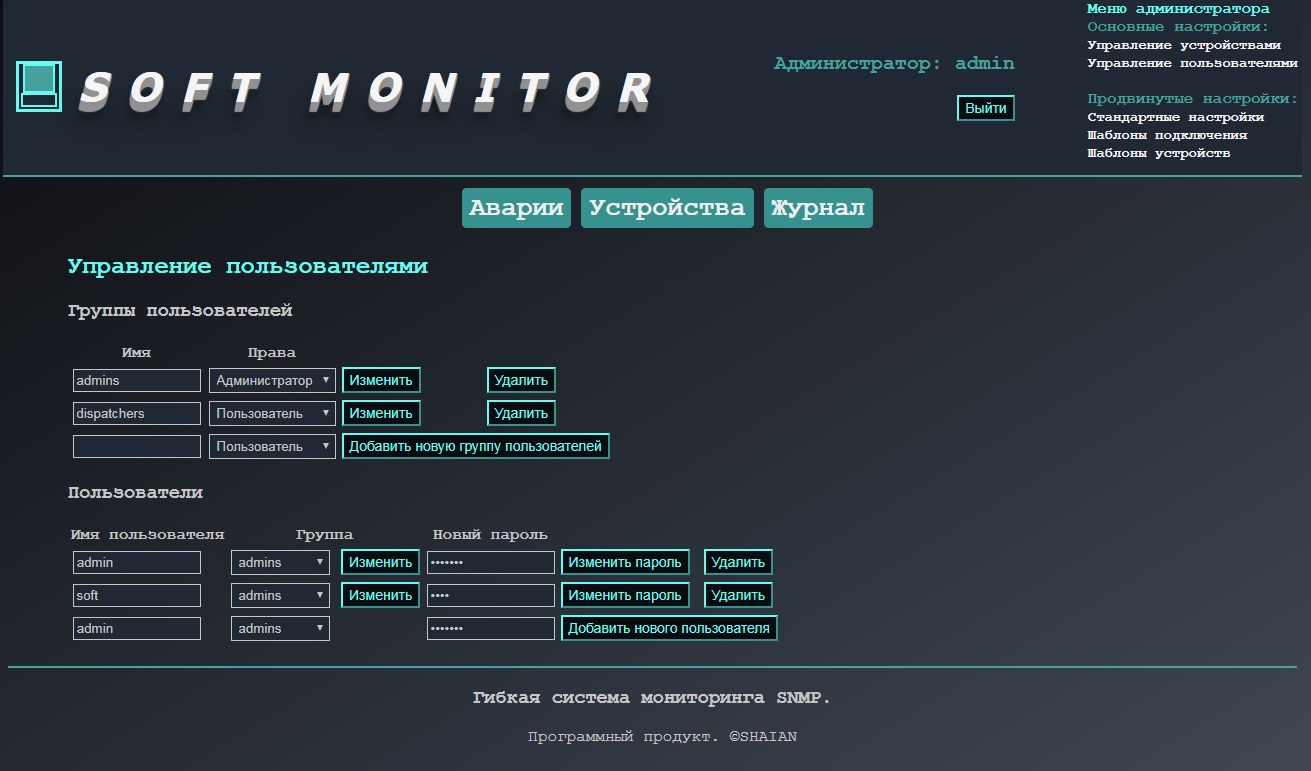 SOFT MONITOR
Администратор: admin
Выйти
Меню администратора
Основные настройки:
Управление устройствами
Управление пользователями
Продвинутые настройки:
Стандартные настройки
Шаблоны подключения
Шаблоны устройств
Аварии Устройства Журнал
Управление пользователями
Группы пользователей
Имя Права
admins Администратор Изменить Удалить
dispatchers Пользователь Изменить Удалить
Пользователь Добавить новую группу пользователей
Пользователи
Имя пользователя Группа Новый пароль
admin admins Изменить ••••••• Изменить пароль Удалить
soft admins Изменить •••• Изменить пароль Удалить
admin admins ••••••• Добавить нового пользователя
Гибкая система мониторинга SNMP.
Программный продукт. ©SHAIAN